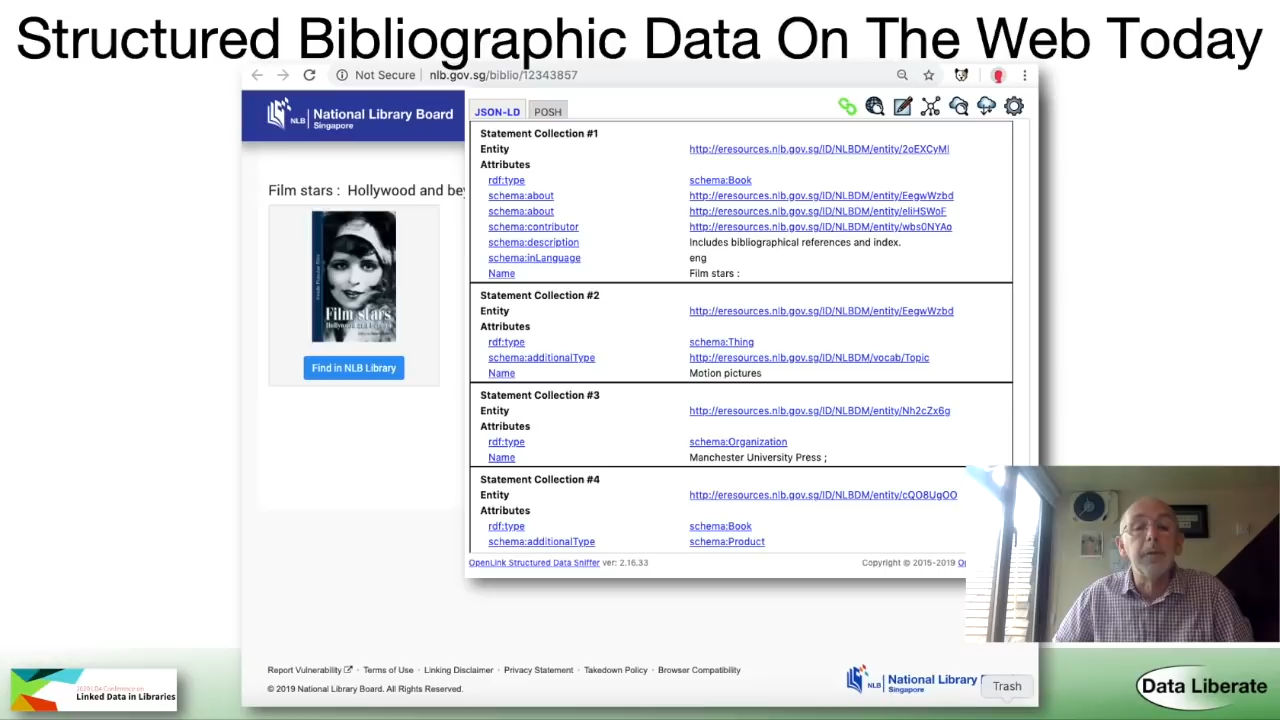 Structured Bibliographic Data On The Web Today
Not Secure | nlb.gov.sg/biblio/12343857
NLB | National Library Board
Singapore
JSON-LD POSH
Film stars : Hollywood and bey
Film stars
Find in NLB Library
Statement Collection #1
Entity http://eresources.nlb.gov.sg/ID/NLBDM/entity/2oEXCyMl
Attributes
rdf:type schema:Book
schema:about http://eresources.nlb.gov.sg/ID/NLBDM/entity/EegwWzbd
schema:about http://eresources.nlb.gov.sg/ID/NLBDM/entity/eliHSWoF
schema:contributor http://eresources.nlb.gov.sg/ID/NLBDM/entity/wbs0NYAo
schema:description Includes bibliographical references and index.
schema:inLanguage eng
Name Film stars :
Statement Collection #2
Entity http://eresources.nlb.gov.sg/ID/NLBDM/entity/EegwWzbd
Attributes
rdf:type schema:Thing
schema:additionalType http://eresources.nlb.gov.sg/ID/NLBDM/vocab/Topic
Name Motion pictures
Statement Collection #3
Entity http://eresources.nlb.gov.sg/ID/NLBDM/entity/Nh2cZx6g
Attributes
rdf:type schema:Organization
Name Manchester University Press ;
Statement Collection #4
Entity http://eresources.nlb.gov.sg/ID/NLBDM/entity/cQO8UgOO
Attributes
rdf:type schema:Book
schema:additionalType schema:Product
OpenLink Structured Data Sniffer ver: 2.16.33 Copyright © 2015-2019 O
Report Vulnerability · Terms of Use · Linking Disclaimer · Privacy Statement · Takedown Policy · Browser Compatibility
© 2019 National Library Board. All Rights Reserved.
NLB | National Library
Singapore
Trash
Linked Data in Libraries
Data Liberate